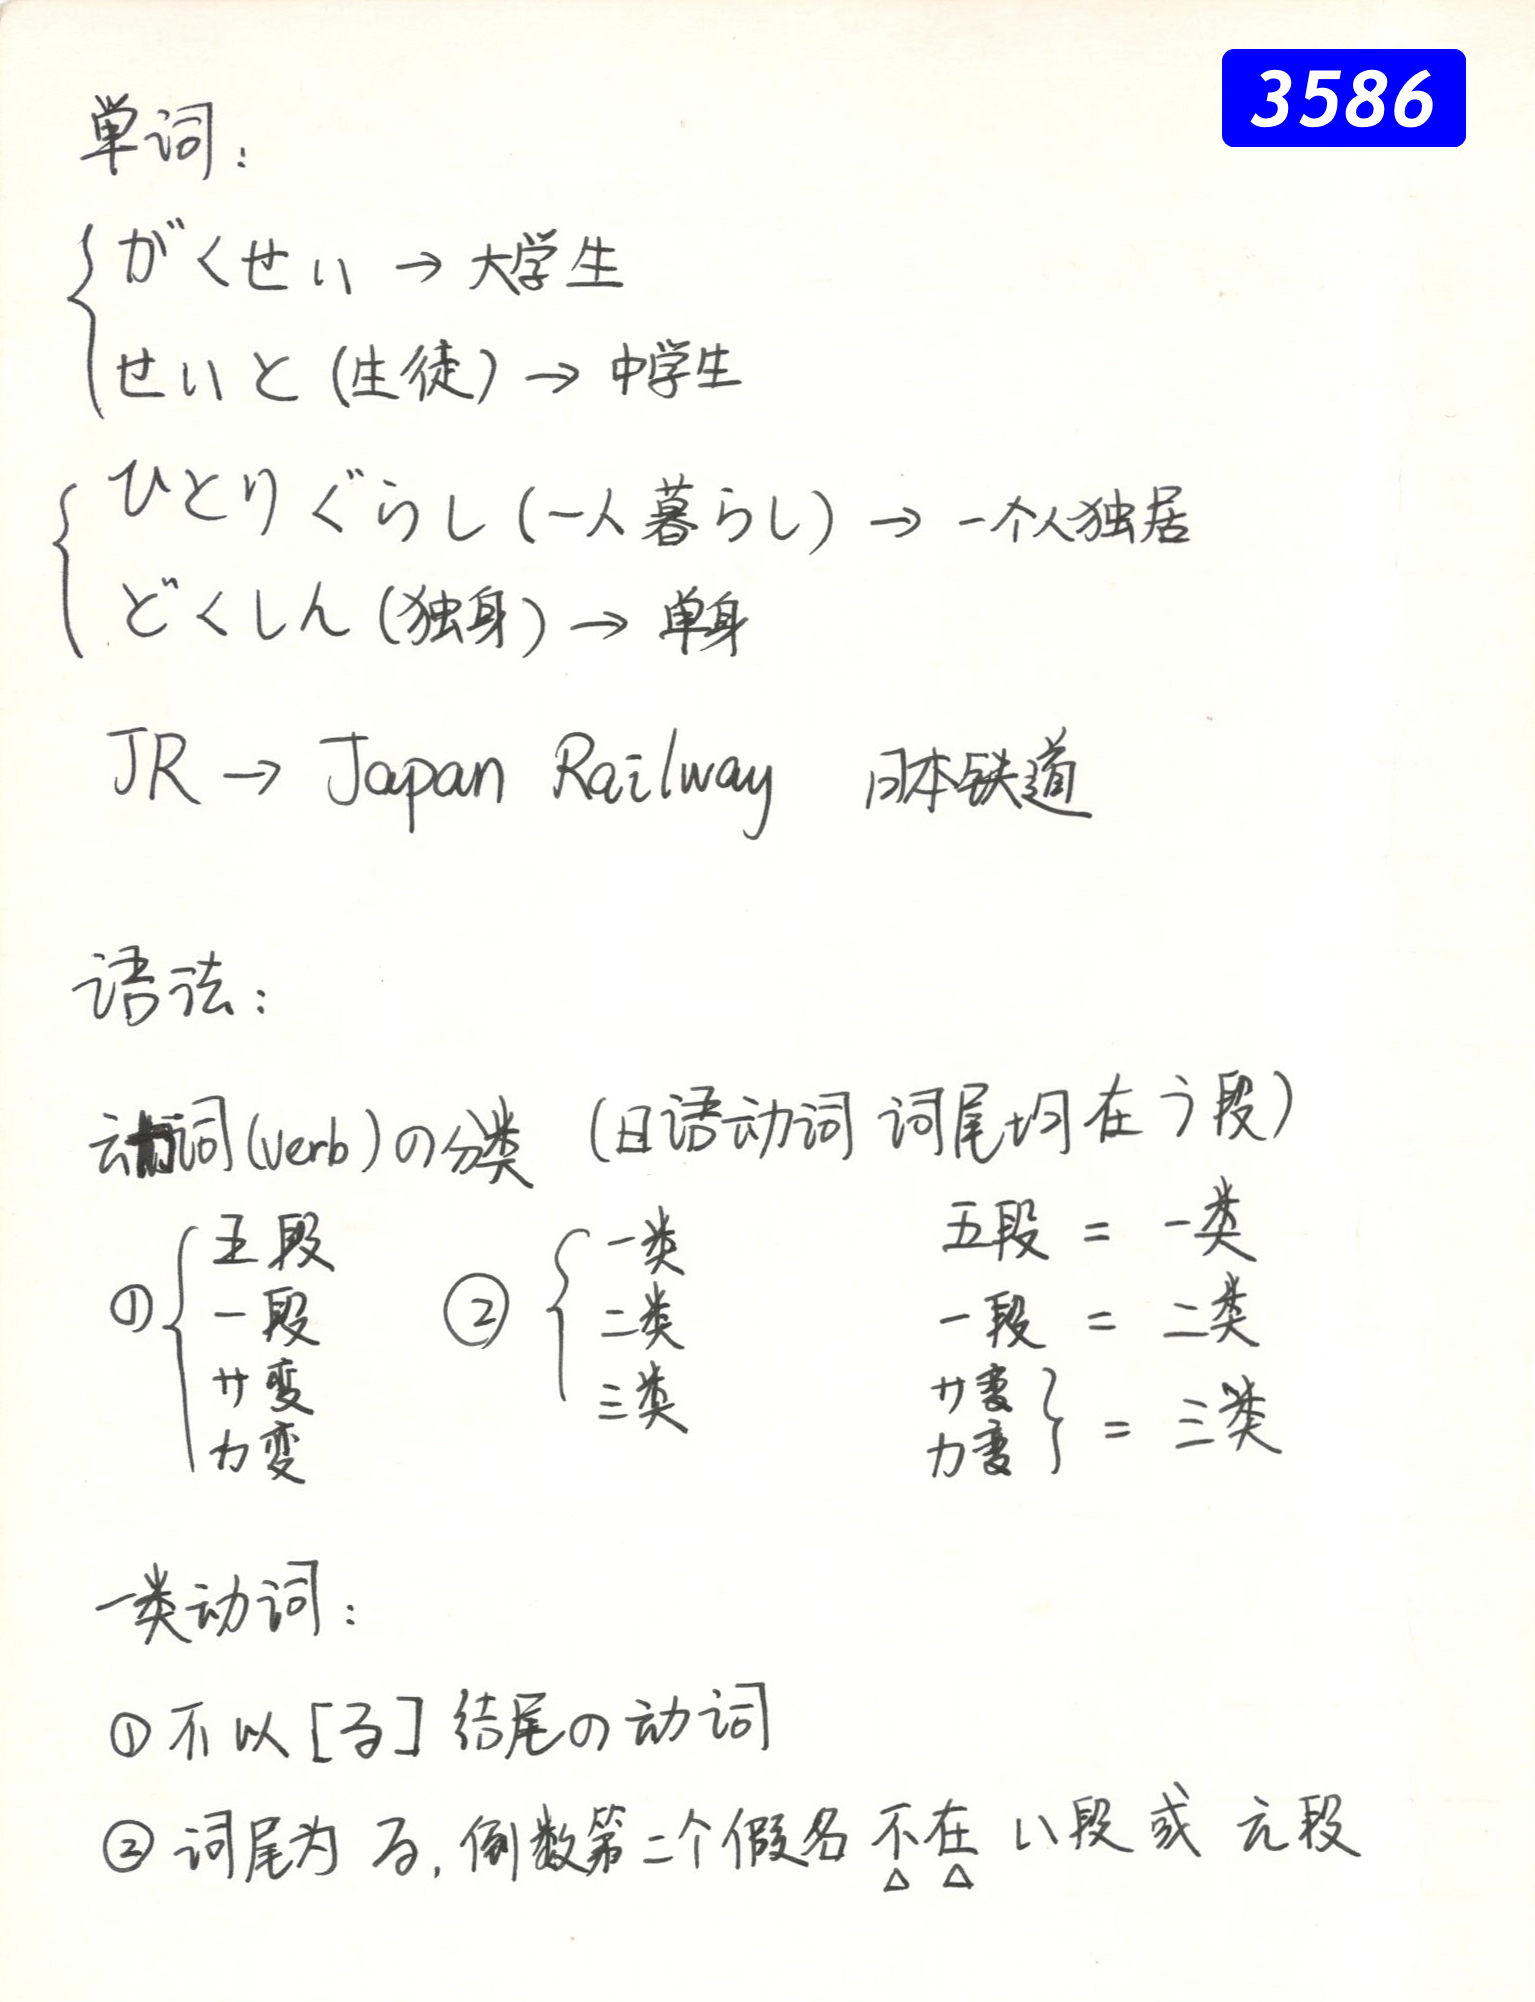 3586
单词：
がくせい → 大学生
せいと (生徒) → 中学生
ひとりぐらし (一人暮らし) → 一个人独居
どくしん (独身) → 单身
JR → Japan Railway 日本铁道
语法：
动词(verb)の分类 (日语动词 词尾均在う段)
① 五段 一段 サ変 カ変
② 一类 二类 三类
五段 = 一类
一段 = 二类
サ変 カ変 = 三类
一类动词：
① 不以[る]结尾の动词
② 词尾为る, 倒数第二个假名 不在 い段或 え段